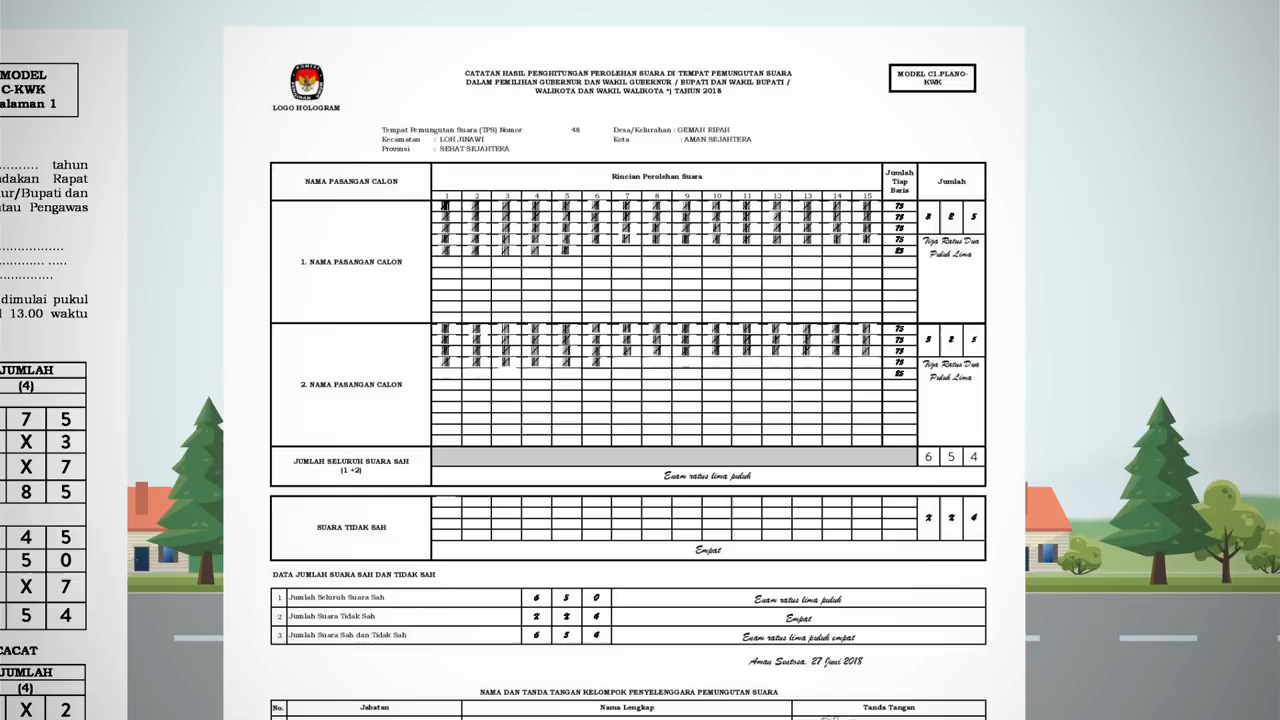 MODEL
C-KWK
alaman 1
............ tahun
adakan Rapat
ur/Bupati dan
atau Pengawas
dimulai pukul
l 13.00 waktu
JUMLAH
(4)
7 5
X 3
X 7
8 5
4 5
5 0
X 7
5 4
CACAT
JUMLAH
(4)
X 2
LOGO HOLOGRAM
CATATAN HASIL PENGHITUNGAN PEROLEHAN SUARA DI TEMPAT PEMUNGUTAN SUARA
DALAM PEMILIHAN GUBERNUR DAN WAKIL GUBERNUR / BUPATI DAN WAKIL BUPATI /
WALIKOTA DAN WAKIL WALIKOTA *) TAHUN 2018
MODEL C1.PLANO-
KWK
Tempat Pemungutan Suara (TPS) Nomor 48 Desa/Kelurahan : GEMAH RIPAH
Kecamatan : LOH JINAWI Kota : AMAN SEJAHTERA
Provinsi : SEHAT SEJAHTERA
NAMA PASANGAN CALON
Rincian Perolehan Suara
Jumlah
Tiap
Baris
Jumlah
1 2 3 4 5 6 7 8 9 10 11 12 13 14 15
1. NAMA PASANGAN CALON
75
75
75
75
25
3 2 5
Tiga Ratus Dua
Puluh Lima
2. NAMA PASANGAN CALON
75
75
75
75
25
3 2 5
Tiga Ratus Dua
Puluh Lima
JUMLAH SELURUH SUARA SAH
(1 +2)
6 5 4
Enam ratus lima puluh
SUARA TIDAK SAH
X X 4
Empat
DATA JUMLAH SUARA SAH DAN TIDAK SAH
1 Jumlah Seluruh Suara Sah 6 5 0 Enam ratus lima puluh
2 Jumlah Suara Tidak Sah X X 4 Empat
3. Jumlah Suara Sah dan Tidak Sah 6 5 4 Enam ratus lima puluh empat
Aman Sentosa, 27 Juni 2018
NAMA DAN TANDA TANGAN KELOMPOK PENYELENGGARA PEMUNGUTAN SUARA
No. Jabatan Nama Lengkap Tanda Tangan